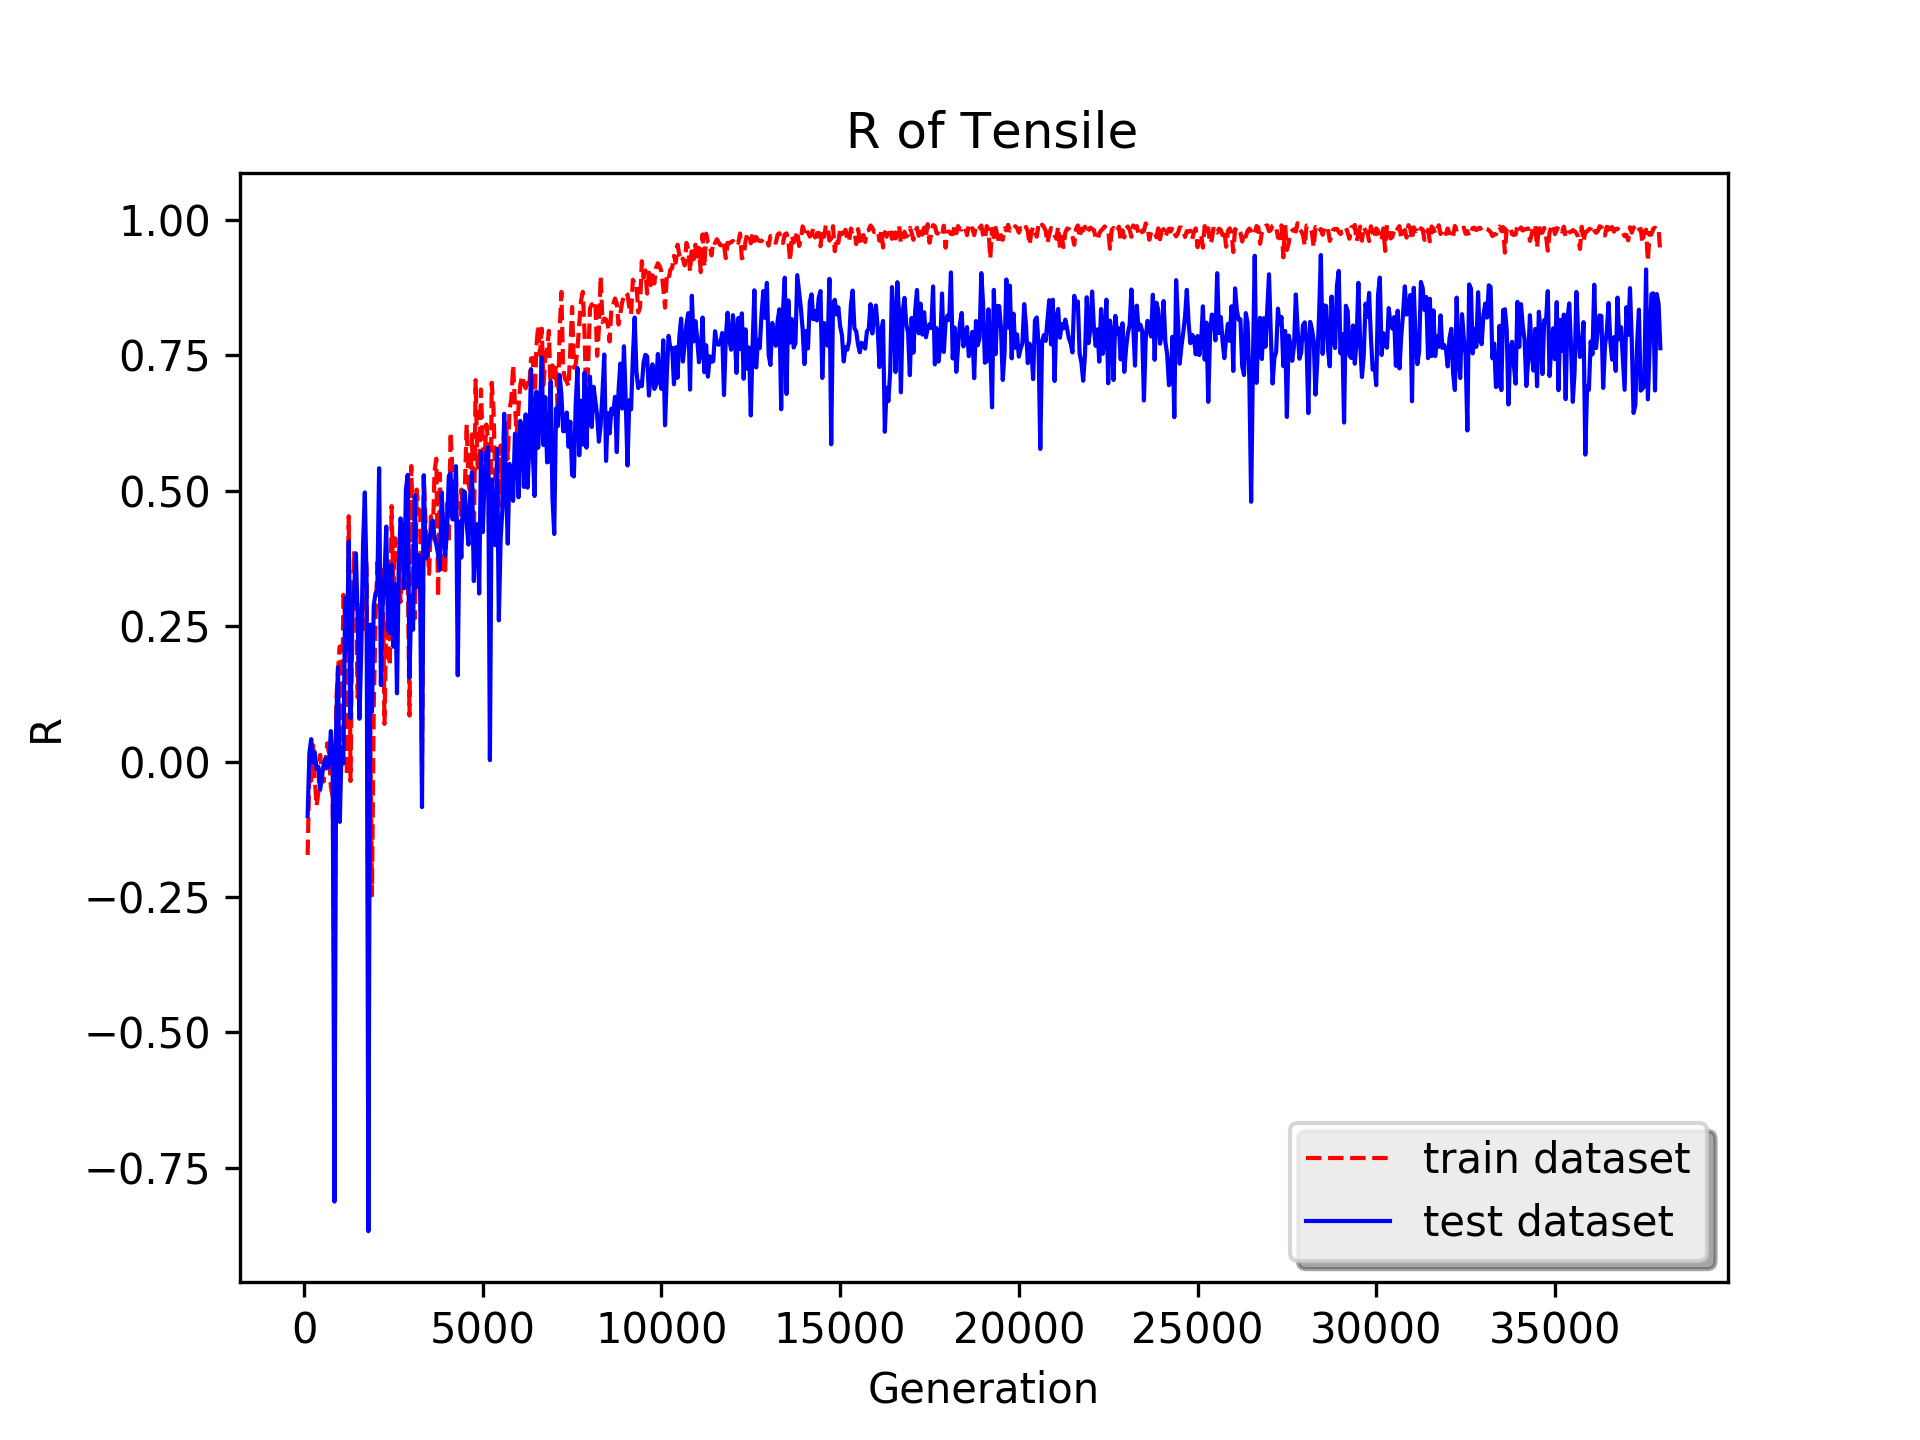 R of Tensile
1.00
0.75
0.50
0.25
0.00
−0.25
−0.50
−0.75
R
0 5000 10000 15000 20000 25000 30000 35000
Generation
train dataset
test dataset